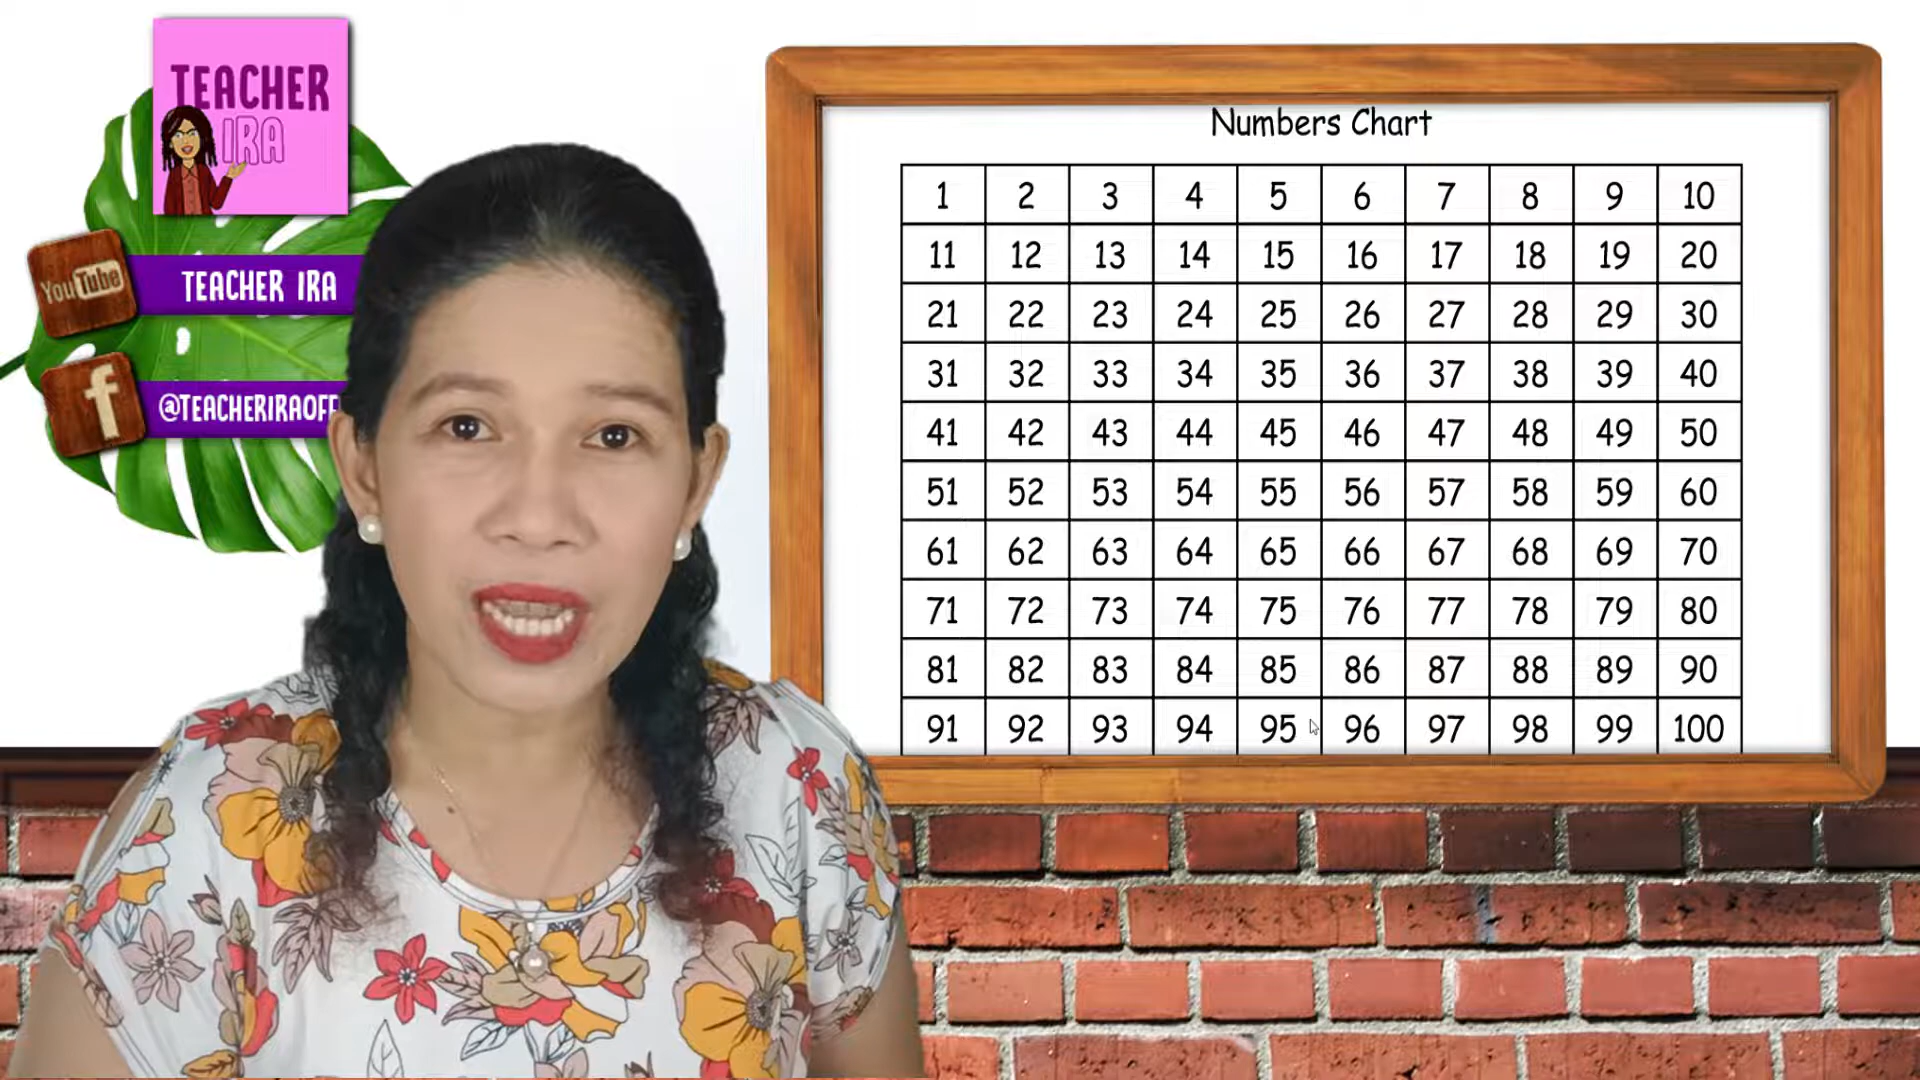 TEACHER
IRA
YouTube
TEACHER IRA
f
@TEACHERIRAOFF
Numbers Chart
1 2 3 4 5 6 7 8 9 10
11 12 13 14 15 16 17 18 19 20
21 22 23 24 25 26 27 28 29 30
31 32 33 34 35 36 37 38 39 40
41 42 43 44 45 46 47 48 49 50
51 52 53 54 55 56 57 58 59 60
61 62 63 64 65 66 67 68 69 70
71 72 73 74 75 76 77 78 79 80
81 82 83 84 85 86 87 88 89 90
91 92 93 94 95 96 97 98 99 100